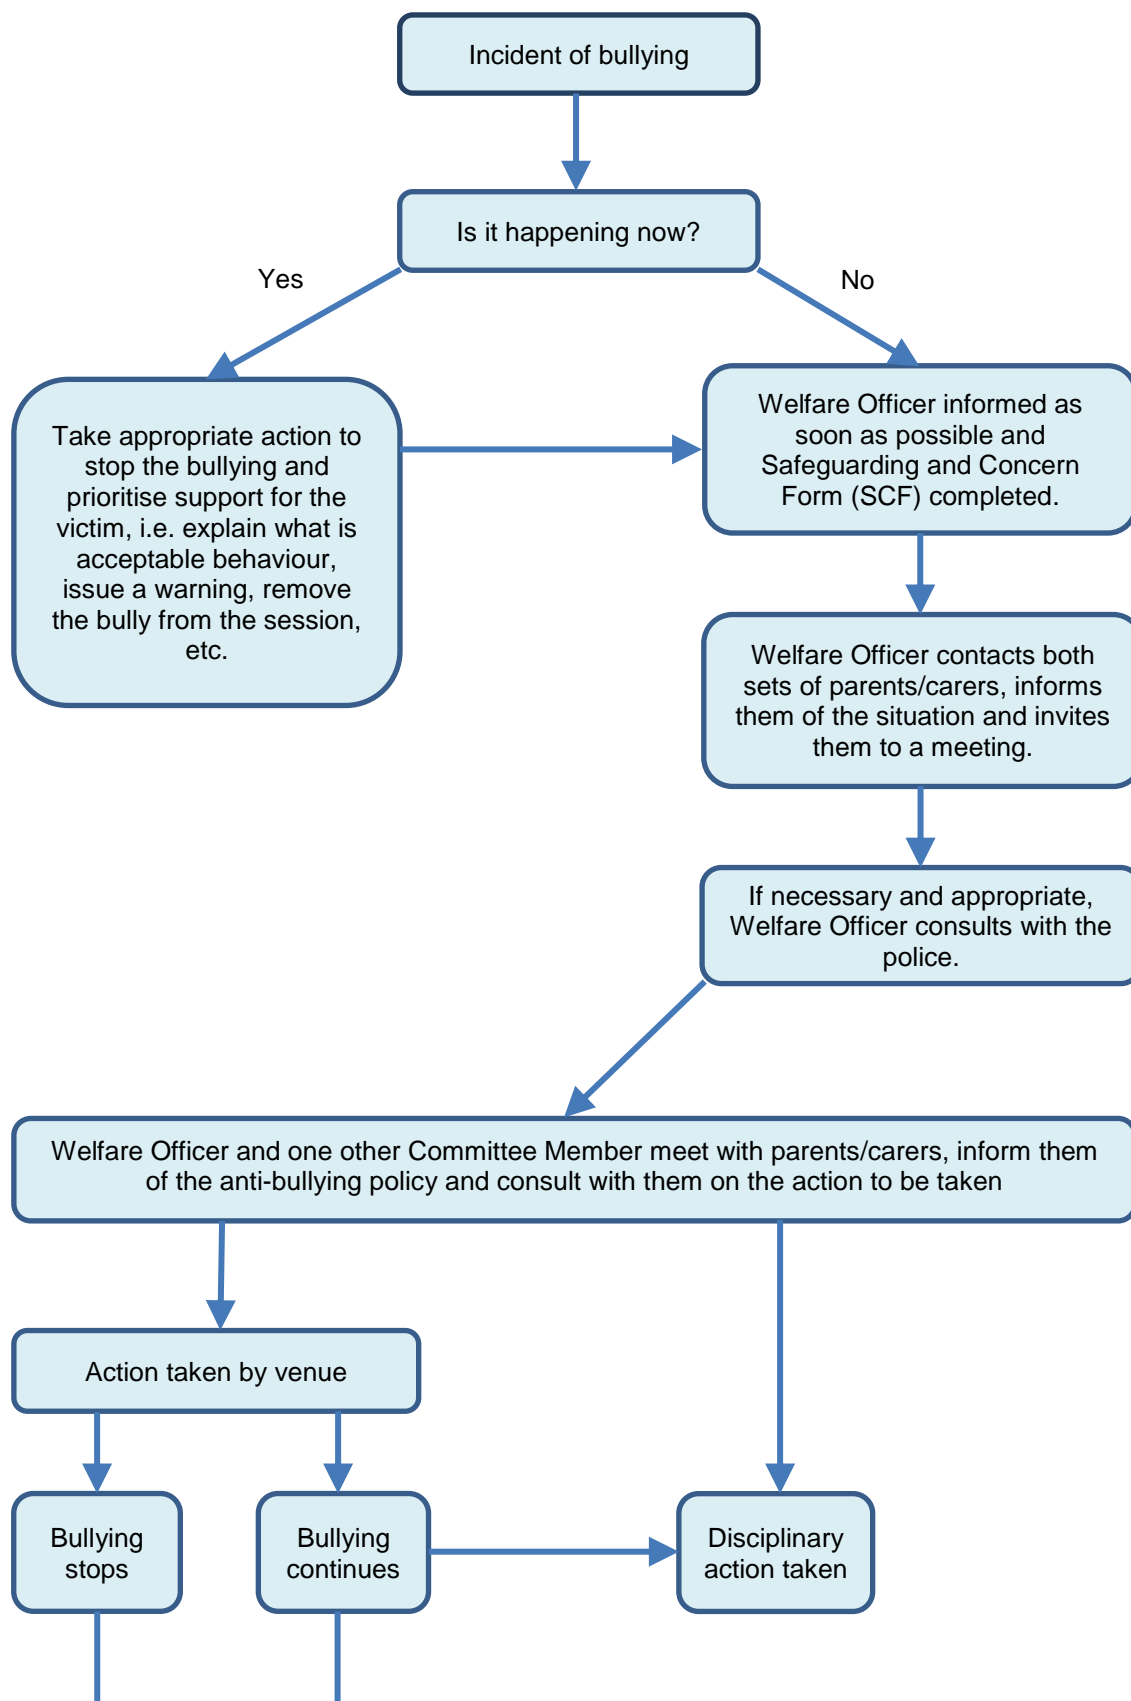 Incident of bullying
Is it happening now?
Yes
No
Take appropriate action to
stop the bullying and
prioritise support for the
victim, i.e. explain what is
acceptable behaviour,
issue a warning, remove
the bully from the session,
etc.
Welfare Officer informed as
soon as possible and
Safeguarding and Concern
Form (SCF) completed.
Welfare Officer contacts both
sets of parents/carers, informs
them of the situation and invites
them to a meeting.
If necessary and appropriate,
Welfare Officer consults with the
police.
Welfare Officer and one other Committee Member meet with parents/carers, inform them
of the anti-bullying policy and consult with them on the action to be taken
Action taken by venue
Bullying
stops
Bullying
continues
Disciplinary
action taken